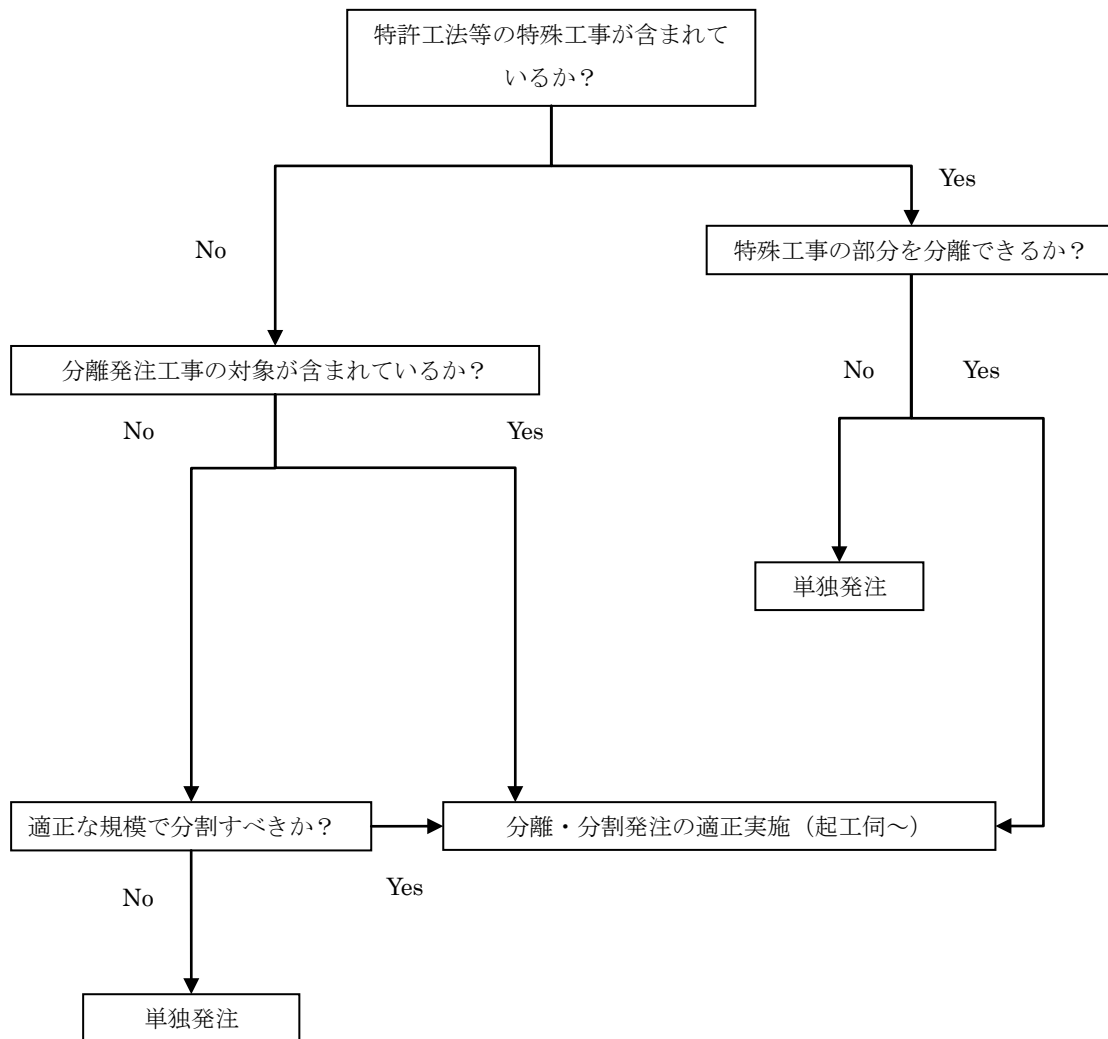 特許工法等の特殊工事が含まれて
いるか？
Yes
No
特殊工事の部分を分離できるか？
分離発注工事の対象が含まれているか？
No
Yes
No
Yes
単独発注
適正な規模で分割すべきか？
分離・分割発注の適正実施（起工伺～）
No
Yes
単独発注